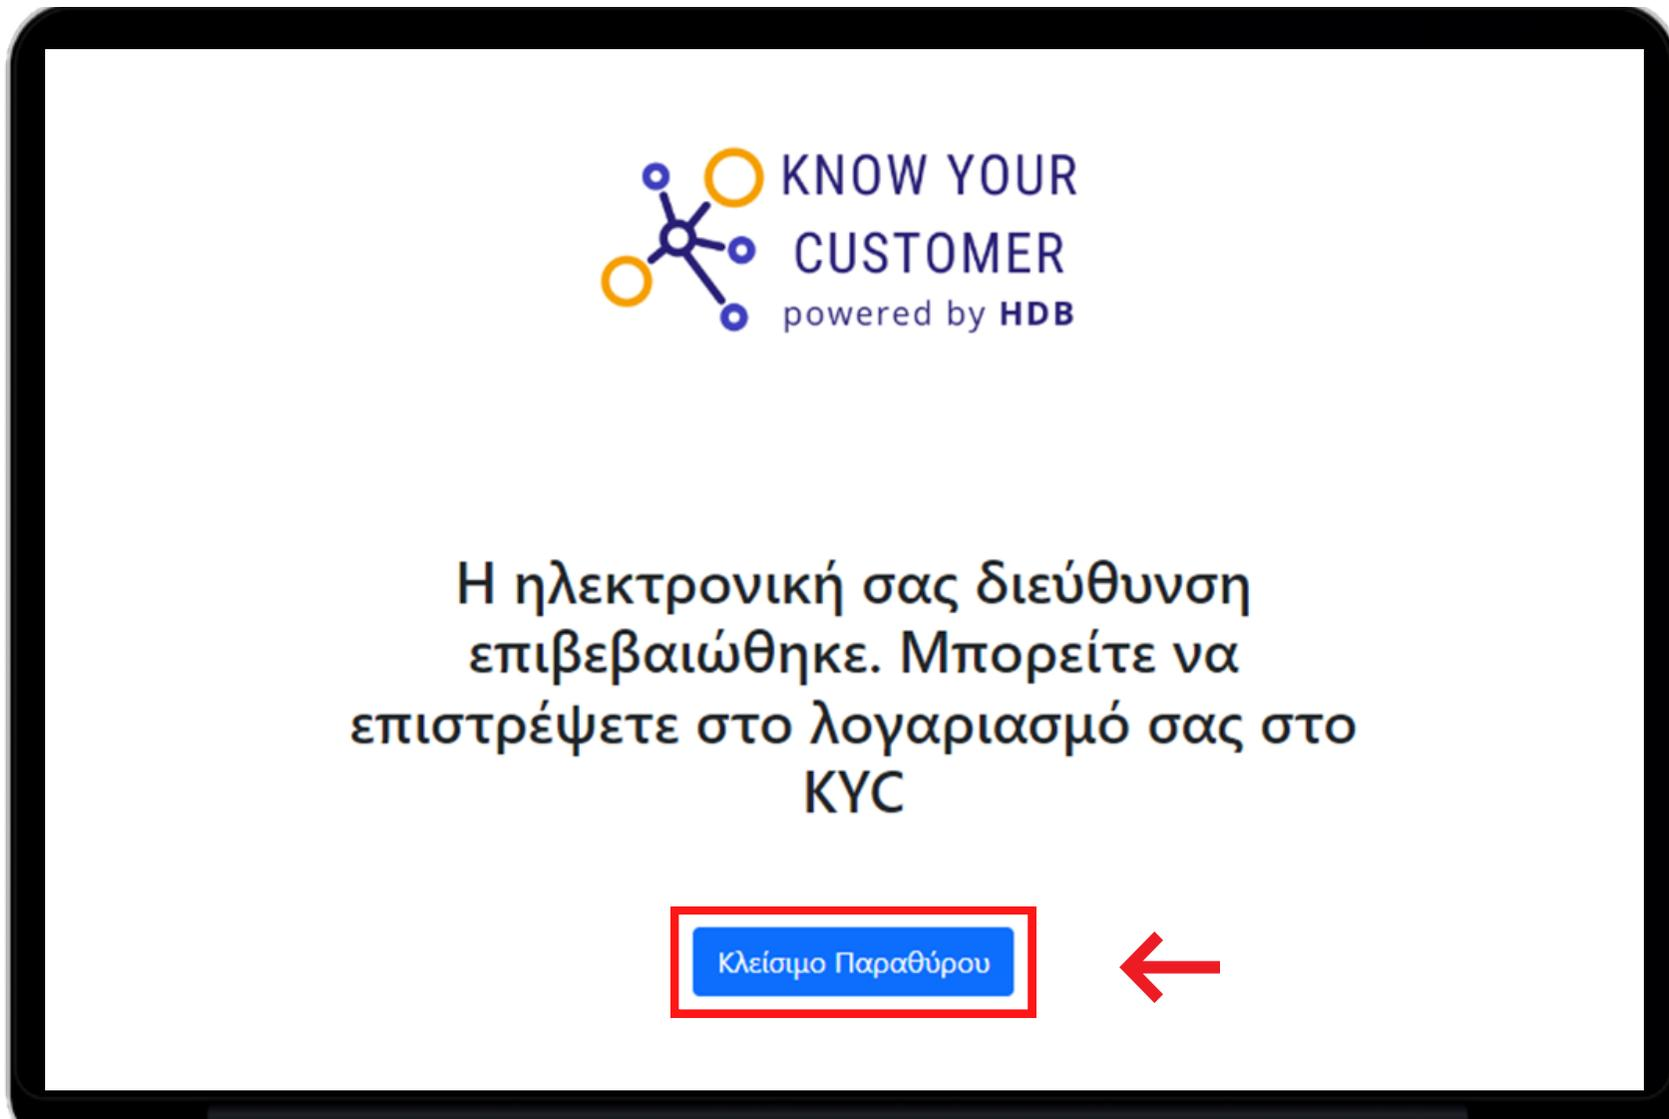 KNOW YOUR
CUSTOMER
powered by HDB
Η ηλεκτρονική σας διεύθυνση
επιβεβαιώθηκε. Μπορείτε να
επιστρέψετε στο λογαριασμό σας στο
KYC
Κλείσιμο Παραθύρου